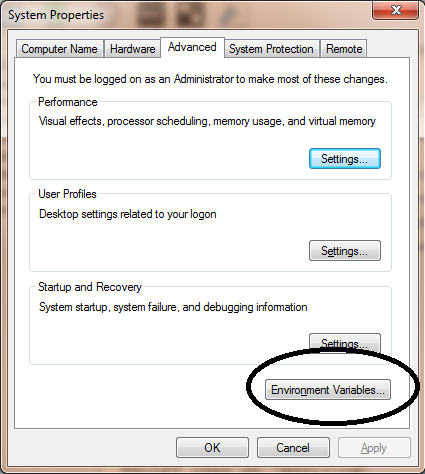 System Properties
Computer Name Hardware Advanced System Protection Remote
You must be logged on as an Administrator to make most of these changes.
Performance
Visual effects, processor scheduling, memory usage, and virtual memory
Settings...
User Profiles
Desktop settings related to your logon
Settings...
Startup and Recovery
System startup, system failure, and debugging information
Settings...
Environment Variables...
OK Cancel Apply